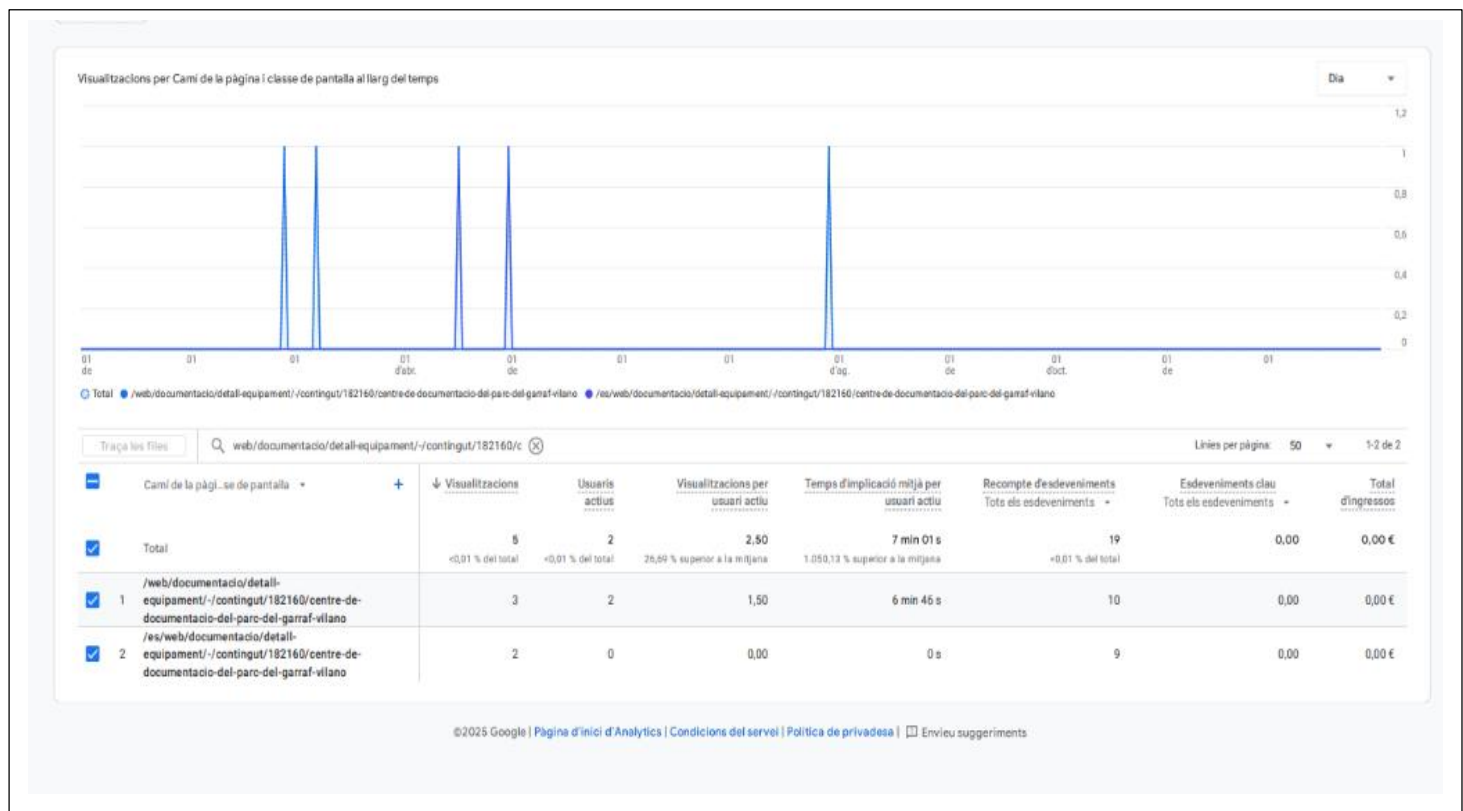 Visualitzacions per Camí de la pàgina i classe de pantalla al llarg del temps
Dia
1,2
1
0,8
0,6
0,4
0,2
0
01 de
01
01
01 d'abr.
01 de
01
01
01 d'ag.
01 de
01 d'oct.
01 de
01
Total /web/documentacio/detall-equipament/-/contingut/182160/centre-de-documentacio-del-parc-del-garraf-vilano /es/web/documentacio/detall-equipament/-/contingut/182160/centre-de-documentacio-del-parc-del-garraf-vilano
Traça les files
web/documentacio/detall-equipament/-/contingut/182160/c
Línies per pàgina: 50
1-2 de 2
Camí de la pàgi...se de pantalla
+
Visualitzacions
Usuaris actius
Visualitzacions per usuari actiu
Temps d'implicació mitjà per usuari actiu
Recompte d'esdeveniments
Tots els esdeveniments
Esdeveniments clau
Tots els esdeveniments
Total d'ingressos
Total
5
2
2,50
7 min 01 s
19
0,00
0,00 €
<0,01 % del total
<0,01 % del total
26,69 % superior a la mitjana
1.050,13 % superior a la mitjana
<0,01 % del total
1
/web/documentacio/detall-
equipament/-/contingut/182160/centre-de-
documentacio-del-parc-del-garraf-vilano
3
2
1,50
6 min 46 s
10
0,00
0,00 €
2
/es/web/documentacio/detall-
equipament/-/contingut/182160/centre-de-
documentacio-del-parc-del-garraf-vilano
2
0
0,00
0 s
9
0,00
0,00 €
©2025 Google | Pàgina d'inici d'Analytics | Condicions del servei | Política de privadesa | Envieu suggeriments